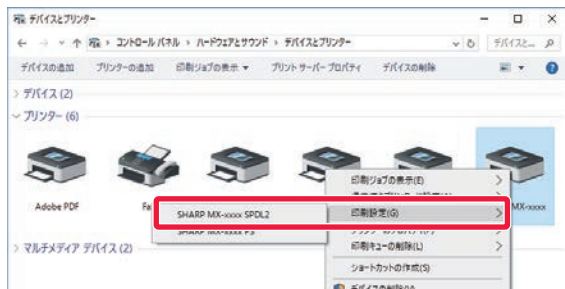 デバイスとプリンター
コントロール パネル › ハードウェアとサウンド › デバイスとプリンター
デバイスと...
デバイスの追加 プリンターの追加 印刷ジョブの表示 プリント サーバー プロパティ デバイスの削除
デバイス (2)
プリンター (6)
印刷ジョブの表示(E)
Adobe PDF
Fa
SHARP MX-xxxx SPDL2
印刷設定(G)
MX-xxxx
SHARP MX-xxxx PS
マルチメディア デバイス (2)
印刷キューの削除(L)
ショートカットの作成(S)
デバイスの削除(V)